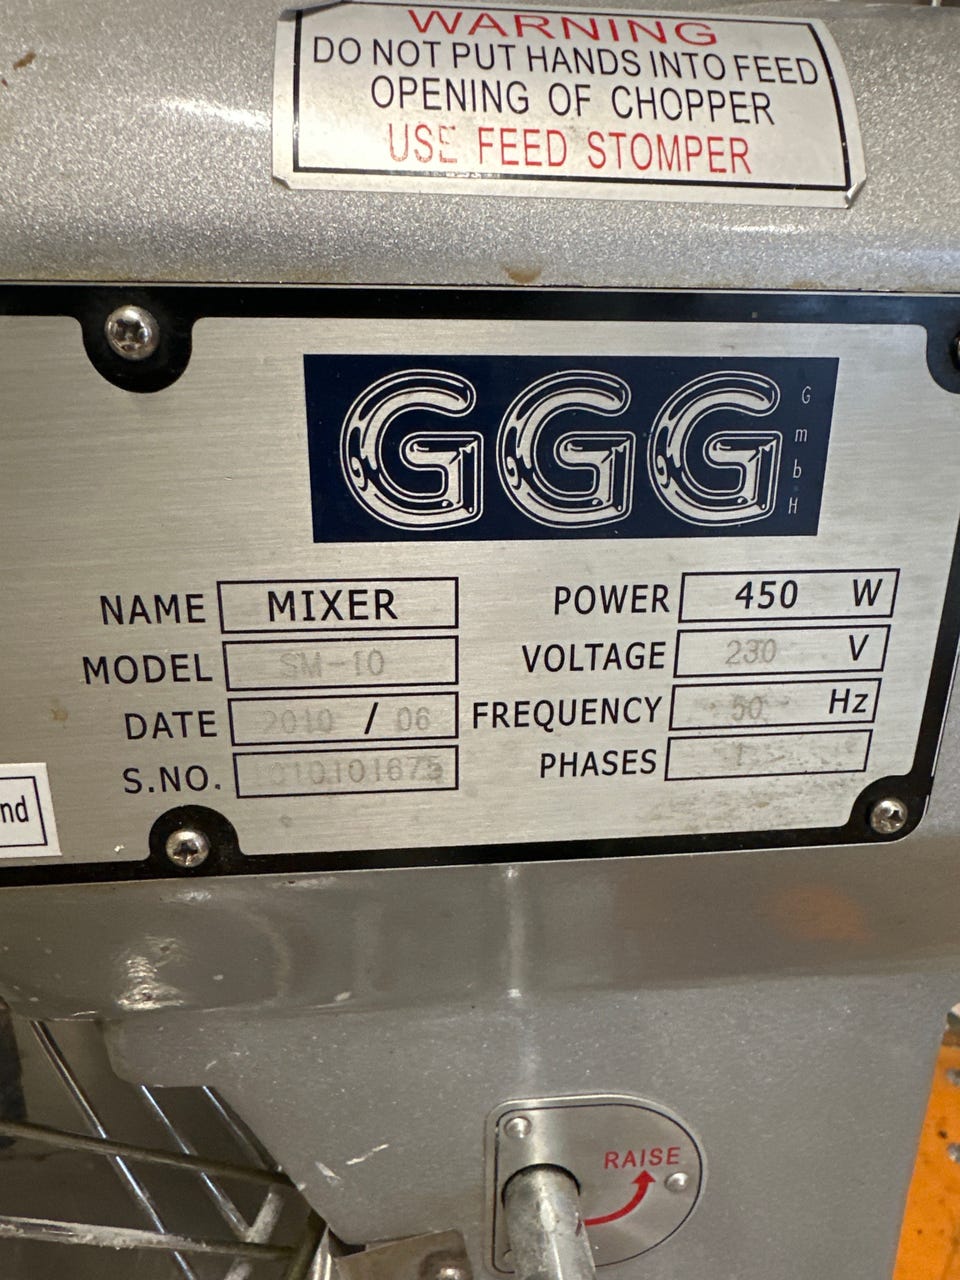 WARNING
DO NOT PUT HANDS INTO FEED
OPENING OF CHOPPER
USE FEED STOMPER
GGG GmbH
NAME MIXER
MODEL SM-10
DATE 2010 / 06
S.NO. 010101675
POWER 450 W
VOLTAGE 230 V
FREQUENCY 50 Hz
PHASES 1
nd
RAISE